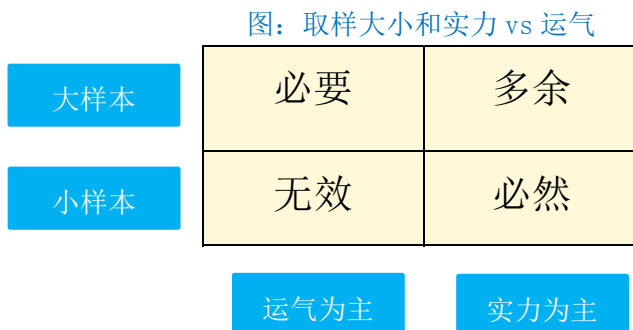 图：取样大小和实力 vs 运气
大样本 必要 多余
小样本 无效 必然
运气为主 实力为主